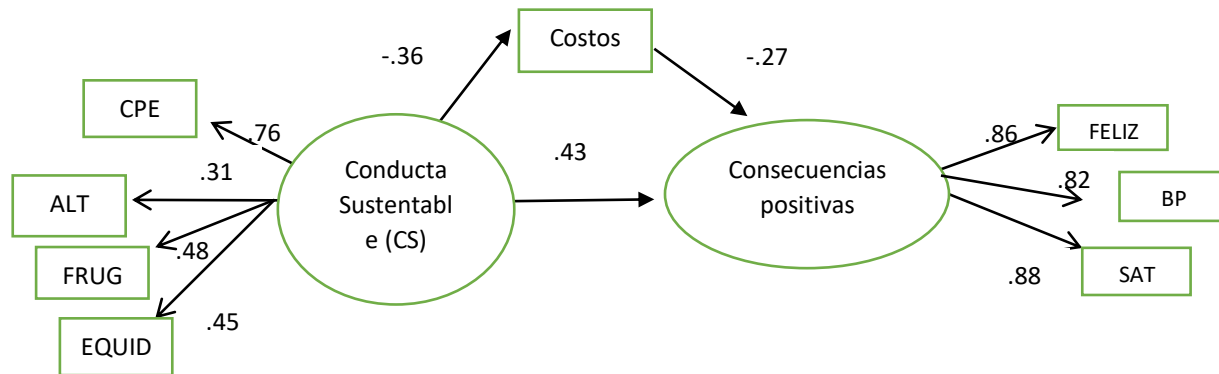 Costos
-.36
-.27
CPE
.76
.31
ALT
.48
FRUG
.45
EQUID
Conducta
Sustentabl
e (CS)
.43
Consecuencias
positivas
.86
FELIZ
.82
BP
.88
SAT